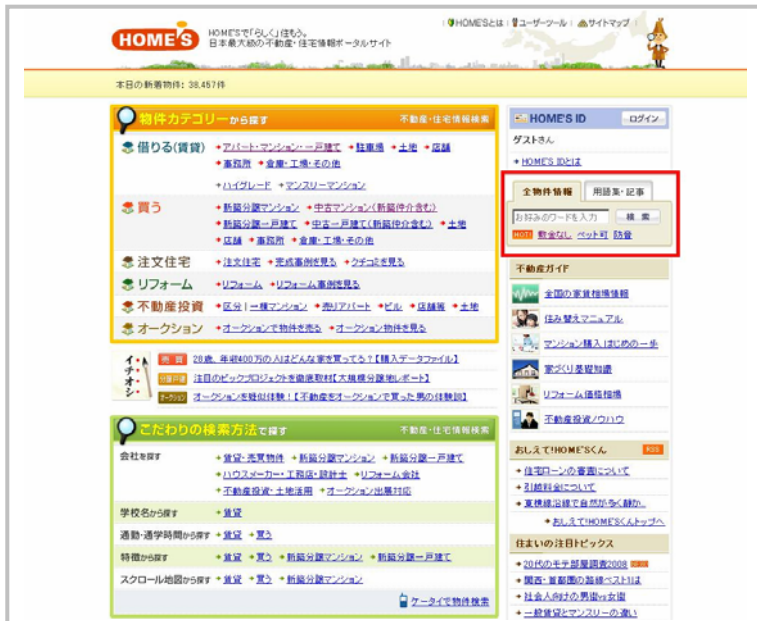 HOME'S
HOME'Sで「らしく」住もう。
日本最大級の不動産・住宅情報ポータルサイト
HOME'Sとは
ユーザーツール
サイトマップ
本日の新着物件: 38,457件
物件カテゴリーから探す
不動産・住宅情報検索
借りる(賃貸)
アパート・マンション・一戸建て 駐車場 土地 店舗
事務所 倉庫・工場・その他
ハイグレード マンスリーマンション
買う
新築分譲マンション 中古マンション(新築仲介含む)
新築分譲一戸建て 中古一戸建て(新築仲介含む) 土地
店舗 事務所 倉庫・工場・その他
注文住宅
注文住宅 完成事例を見る クチコミを見る
リフォーム
リフォーム リフォーム事例を見る
不動産投資
区分|一棟マンション 売りアパート ビル 店舗等 土地
オークション
オークションで物件を売る オークション物件を見る
イチオシ
売買 28歳、年収400万の人はどんな家を買ってる?【購入データファイル】
分譲戸建 注目のビックプロジェクトを徹底取材【大規模分譲地レポート】
オークション オークションを疑似体験!【不動産をオークションで買った男の体験談】
こだわりの検索方法で探す
不動産・住宅情報検索
会社を探す
賃貸・売買物件 新築分譲マンション 新築分譲一戸建て
ハウスメーカー・工務店・設計士 リフォーム会社
不動産投資・土地活用 オークション出展対応
学校名から探す 賃貸
通勤・通学時間から探す 賃貸 買う
特徴から探す 賃貸 買う 新築分譲マンション 新築分譲一戸建て
スクロール地図から探す 賃貸 買う 新築分譲マンション
ケータイで物件検索
HOME'S ID
ログイン
ゲストさん
HOME'S IDとは
全物件情報 用語集・記事
お好みのワードを入力 検索
HOT! 敷金なし ペット可 防音
不動産ガイド
全国の家賃相場情報
住み替えマニュアル
マンション購入はじめの一歩
家づくり基礎知識
リフォーム価格相場
不動産投資ノウハウ
おしえて!HOME'Sくん RSS
住宅ローンの審査について
引越料金について
東横線沿線で自然が多く静か...
おしえて!HOME'Sくんトップへ
住まいの注目トピックス
20代のモテ部屋調査2008
関西・首都圏の路線ベスト11は
社会人向けの男道vs女道
一般賃貸とマンスリーの違い